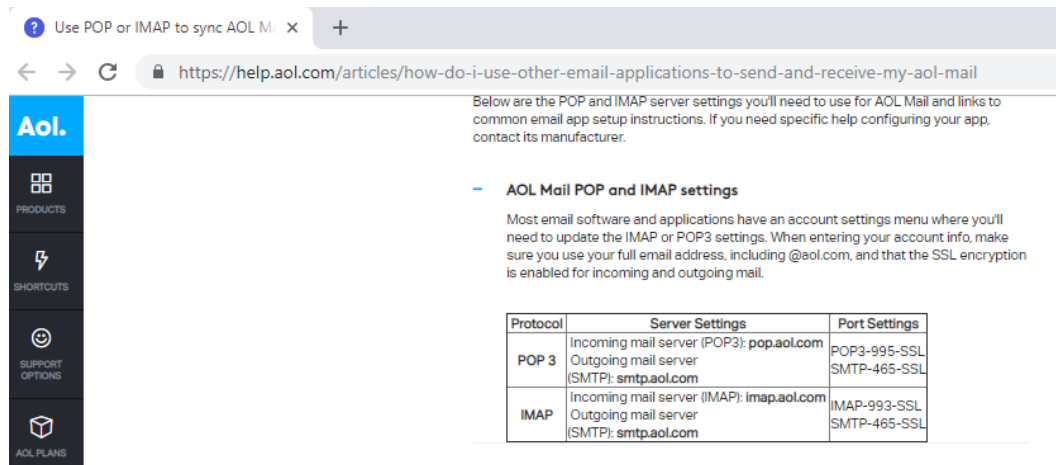 Use POP or IMAP to sync AOL Ma
https://help.aol.com/articles/how-do-i-use-other-email-applications-to-send-and-receive-my-aol-mail
Aol.
PRODUCTS
SHORTCUTS
SUPPORT
OPTIONS
AOL PLANS
Below are the POP and IMAP server settings you'll need to use for AOL Mail and links to
common email app setup instructions. If you need specific help configuring your app,
contact its manufacturer.
AOL Mail POP and IMAP settings
Most email software and applications have an account settings menu where you'll
need to update the IMAP or POP3 settings. When entering your account info, make
sure you use your full email address, including @aol.com, and that the SSL encryption
is enabled for incoming and outgoing mail.
Protocol Server Settings Port Settings
POP 3
Incoming mail server (POP3): pop.aol.com
Outgoing mail server
(SMTP): smtp.aol.com
POP3-995-SSL
SMTP-465-SSL
IMAP
Incoming mail server (IMAP): imap.aol.com
Outgoing mail server
(SMTP): smtp.aol.com
IMAP-993-SSL
SMTP-465-SSL